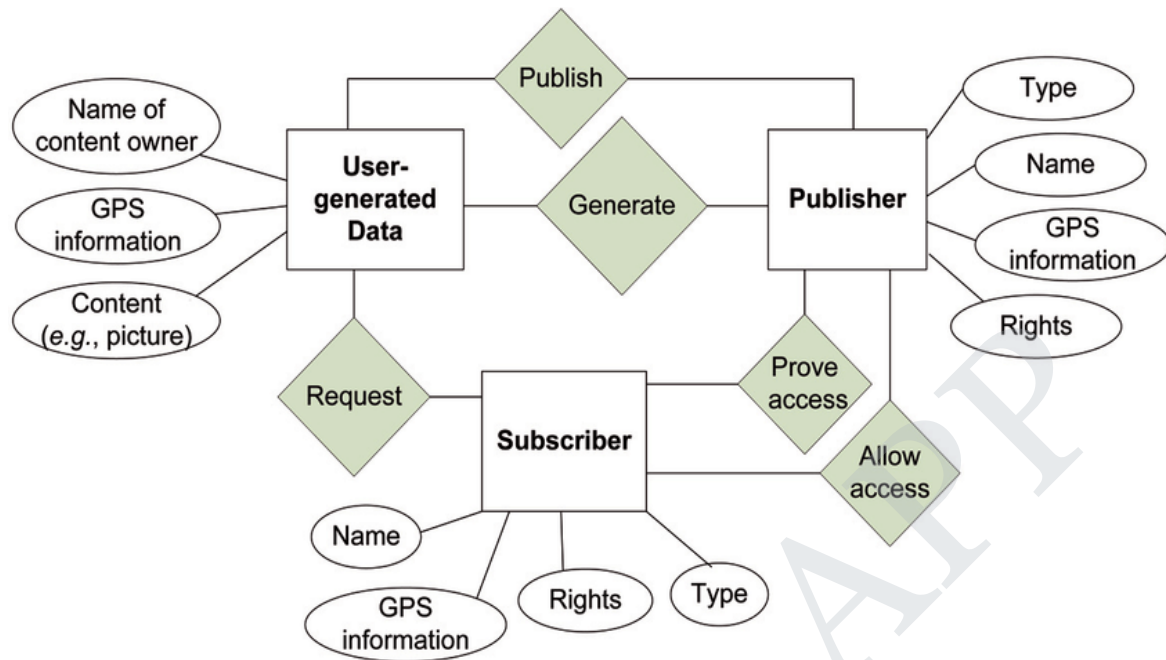 Publish
Name of
content owner
GPS
information
Content
(e.g., picture)
User-
generated
Data
Generate
Publisher
Type
Name
GPS
information
Rights
Request
Subscriber
Prove
access
Allow
access
Name
GPS
information
Rights
Type
APP